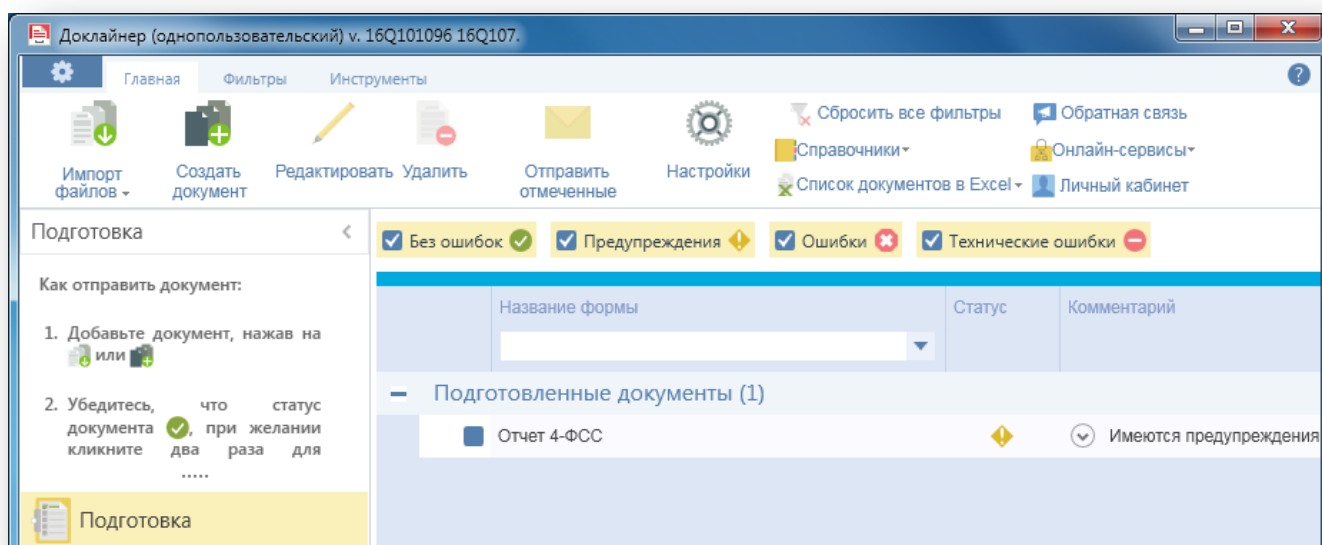 Доклайнер (однопользовательский) v. 16Q101096 16Q107.
Главная Фильтры Инструменты
Импорт файлов
Создать документ
Редактировать
Удалить
Отправить отмеченные
Настройки
Сбросить все фильтры
Справочники
Список документов в Excel
Обратная связь
Онлайн-сервисы
Личный кабинет
Подготовка
Без ошибок Предупреждения Ошибки Технические ошибки
Как отправить документ:
1. Добавьте документ, нажав на
или
2. Убедитесь, что статус
документа , при желании
кликните два раза для
.....
Подготовка
Название формы Статус Комментарий
Подготовленные документы (1)
Отчет 4-ФСС Имеются предупреждения